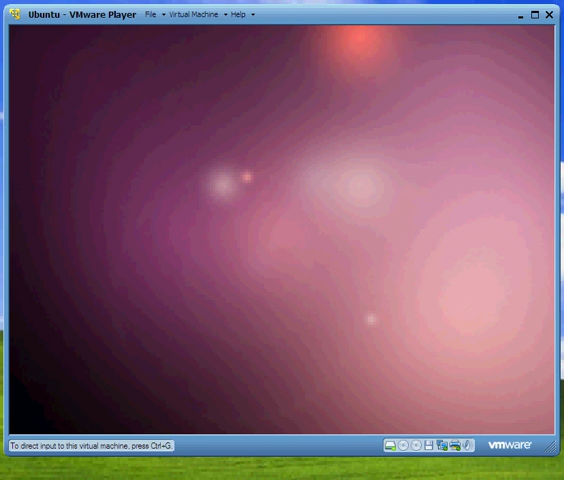 Ubuntu - VMware Player File Virtual Machine Help
To direct input to this virtual machine, press Ctrl+G.
vmware